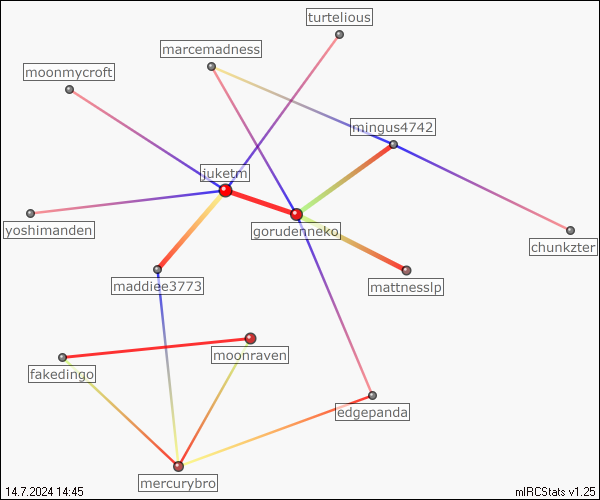 turtelious
marcemadness
moonmycroft
mingus4742
juketm
yoshimanden
gorudenneko
chunkzter
maddiee3773
mattnesslp
moonraven
fakedingo
edgepanda
mercurybro
14.7.2024 14:45
mIRCStats v1.25